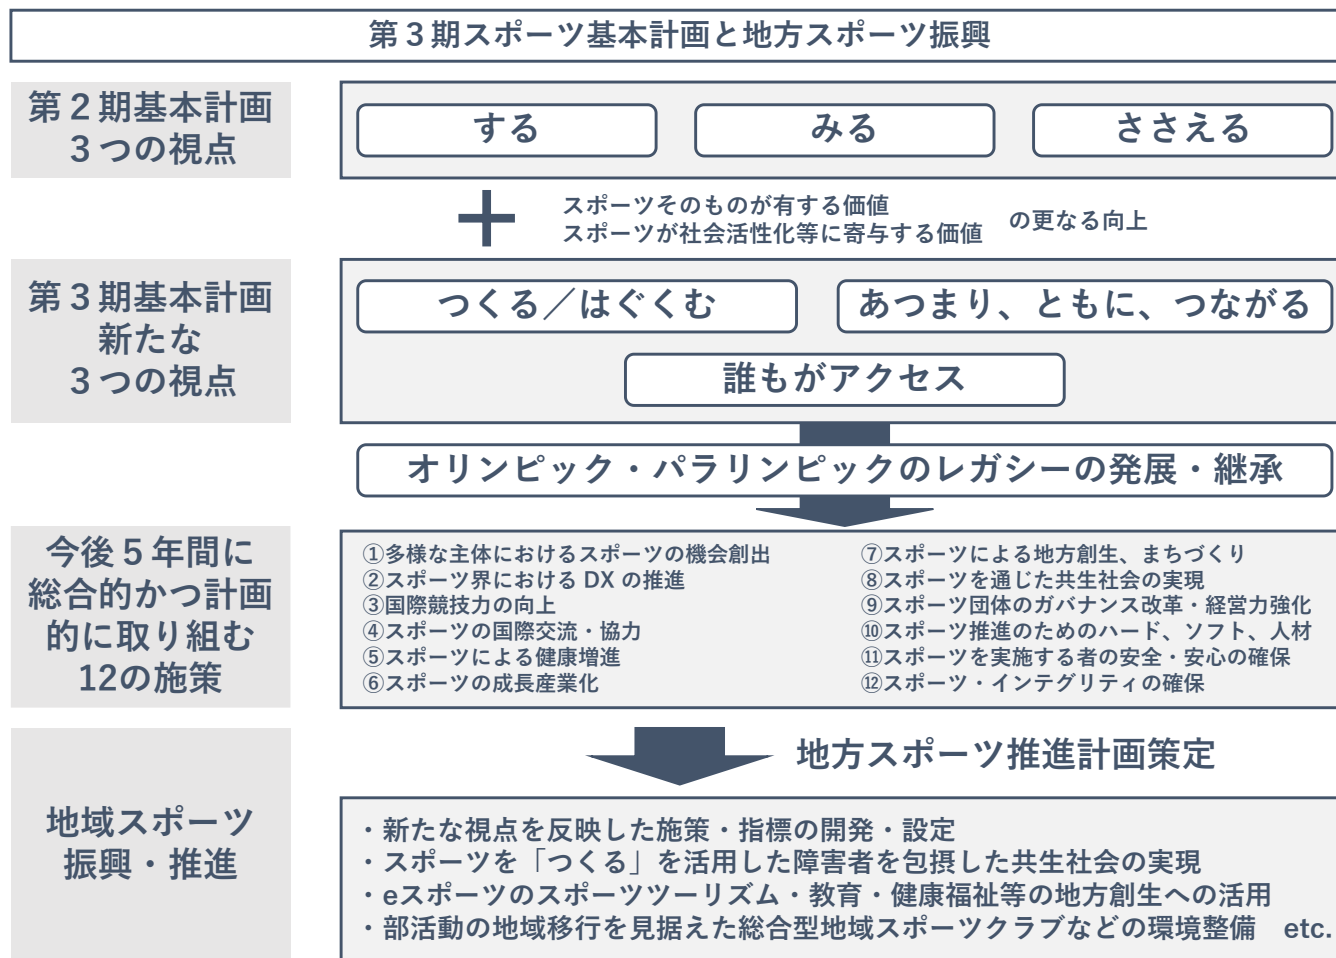 第３期スポーツ基本計画と地方スポーツ振興
第２期基本計画
３つの視点
する
みる
ささえる
スポーツそのものが有する価値
スポーツが社会活性化等に寄与する価値
の更なる向上
第３期基本計画
新たな
３つの視点
つくる／はぐくむ
あつまり、ともに、つながる
誰もがアクセス
オリンピック・パラリンピックのレガシーの発展・継承
今後５年間に
総合的かつ計画
的に取り組む
12の施策
①多様な主体におけるスポーツの機会創出
②スポーツ界における DX の推進
③国際競技力の向上
④スポーツの国際交流・協力
⑤スポーツによる健康増進
⑥スポーツの成長産業化
⑦スポーツによる地方創生、まちづくり
⑧スポーツを通じた共生社会の実現
⑨スポーツ団体のガバナンス改革・経営力強化
⑩スポーツ推進のためのハード、ソフト、人材
⑪スポーツを実施する者の安全・安心の確保
⑫スポーツ・インテグリティの確保
地方スポーツ推進計画策定
地域スポーツ
振興・推進
・新たな視点を反映した施策・指標の開発・設定
・スポーツを「つくる」を活用した障害者を包摂した共生社会の実現
・eスポーツのスポーツツーリズム・教育・健康福祉等の地方創生への活用
・部活動の地域移行を見据えた総合型地域スポーツクラブなどの環境整備　etc.